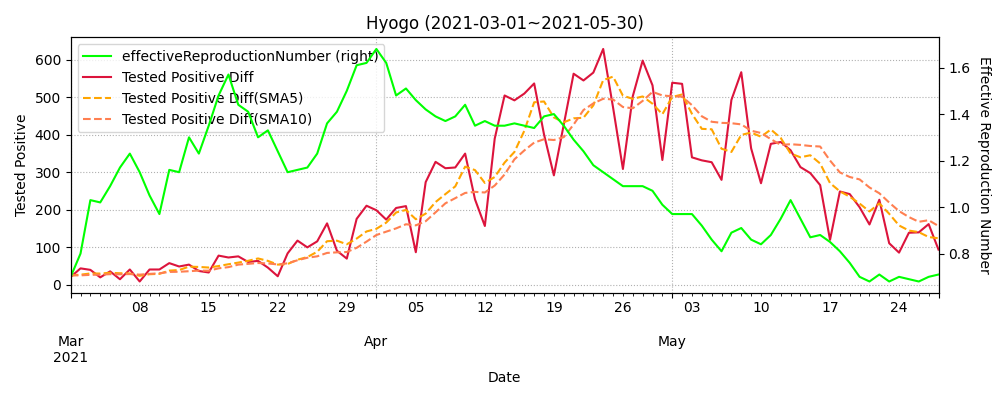 Hyogo (2021-03-01~2021-05-30)
effectiveReproductionNumber (right)
Tested Positive Diff
Tested Positive Diff(SMA5)
Tested Positive Diff(SMA10)
Tested Positive
600
500
400
300
200
100
0
1.6
1.4
1.2
1.0
0.8
Effective Reproduction Number
08 15 22 29 05 12 19 26 03 10 17 24
Mar Apr May
2021
Date